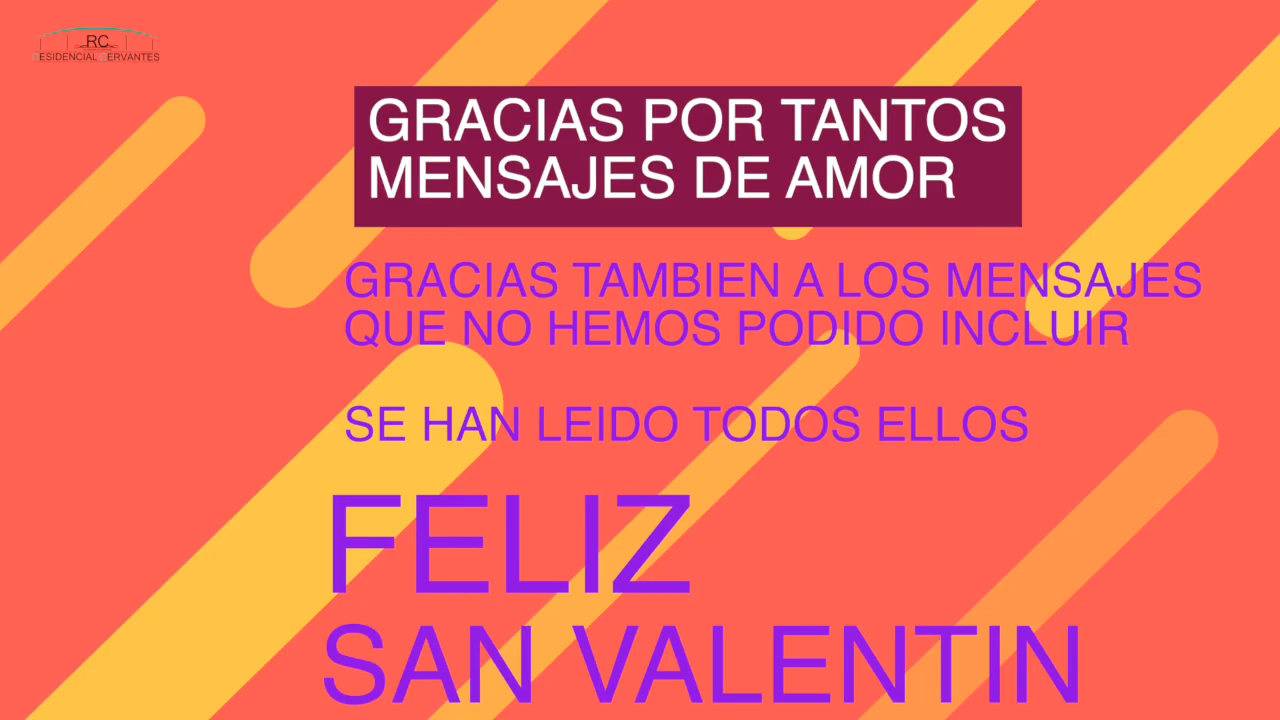 RC
RESIDENCIAL CERVANTES
GRACIAS POR TANTOS
MENSAJES DE AMOR
GRACIAS TAMBIEN A LOS MENSAJES
QUE NO HEMOS PODIDO INCLUIR
SE HAN LEIDO TODOS ELLOS
FELIZ
SAN VALENTIN